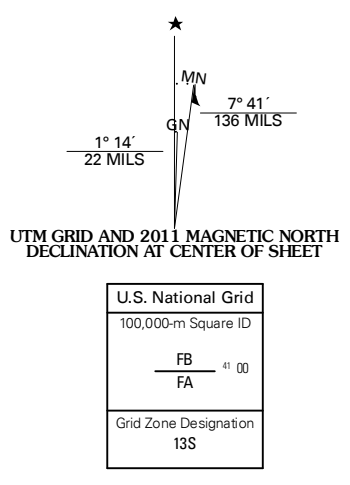 ★
MN
GN
7° 41´
136 MILS
1° 14´
22 MILS
UTM GRID AND 2011 MAGNETIC NORTH
DECLINATION AT CENTER OF SHEET
U.S. National Grid
100,000-m Square ID
FB
41 00
FA
Grid Zone Designation
13S